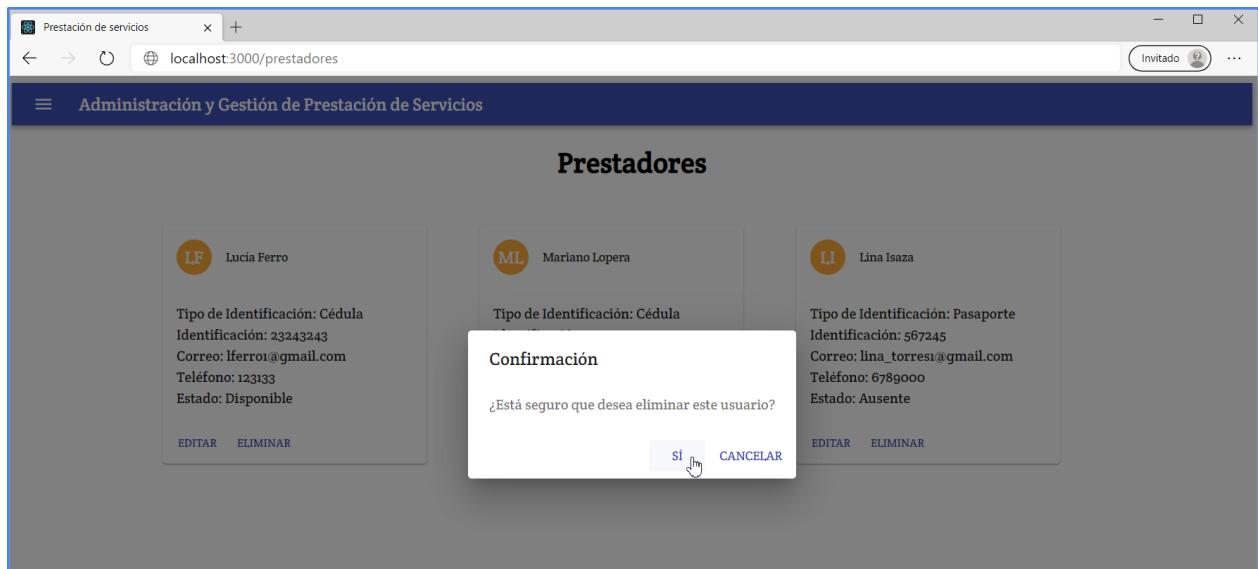 Prestación de servicios
localhost:3000/prestadores
Invitado
Administración y Gestión de Prestación de Servicios
Prestadores
LF Lucía Ferro
Tipo de Identificación: Cédula
Identificación: 23243243
Correo: lferro1@gmail.com
Teléfono: 123133
Estado: Disponible
EDITAR ELIMINAR
ML Mariano Lopera
Tipo de Identificación: Cédula
LI Lina Isaza
Tipo de Identificación: Pasaporte
Identificación: 567245
Correo: lina_torres1@gmail.com
Teléfono: 6789000
Estado: Ausente
EDITAR ELIMINAR
Confirmación
¿Está seguro que desea eliminar este usuario?
SÍ CANCELAR